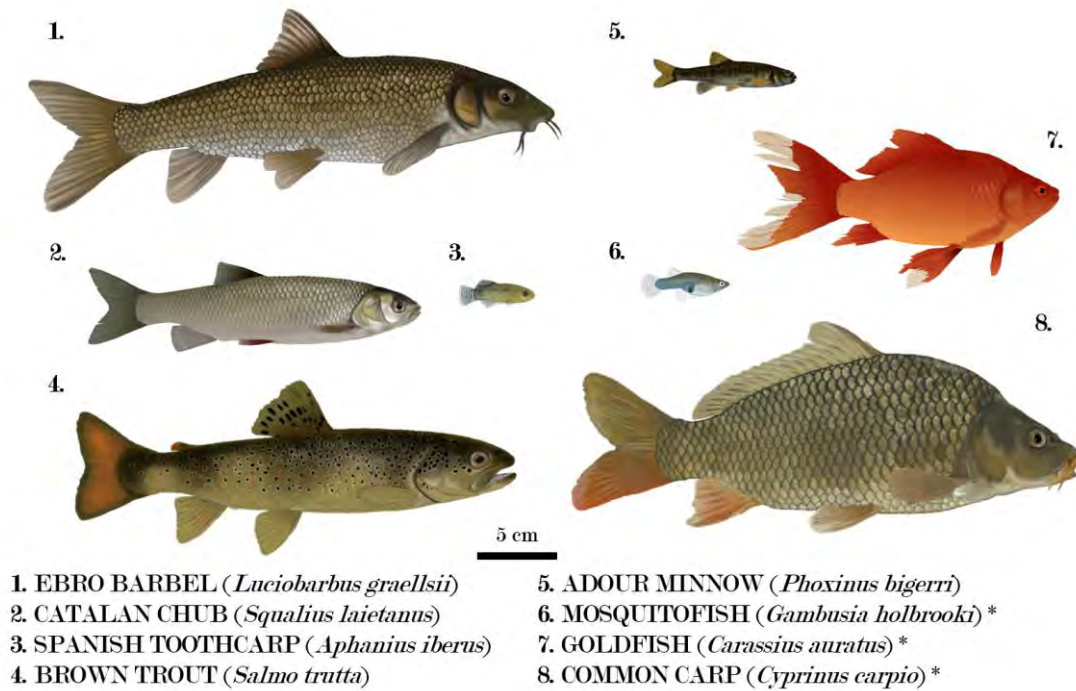 1.
5.
7.
2.
3.
6.
8.
4.
5 cm
1. EBRO BARBEL (Luciobarbus graellsii)
2. CATALAN CHUB (Squalius laietanus)
3. SPANISH TOOTHCARP (Aphanius iberus)
4. BROWN TROUT (Salmo trutta)
5. ADOUR MINNOW (Phoxinus bigerri)
6. MOSQUITOFISH (Gambusia holbrooki) *
7. GOLDFISH (Carassius auratus) *
8. COMMON CARP (Cyprinus carpio) *